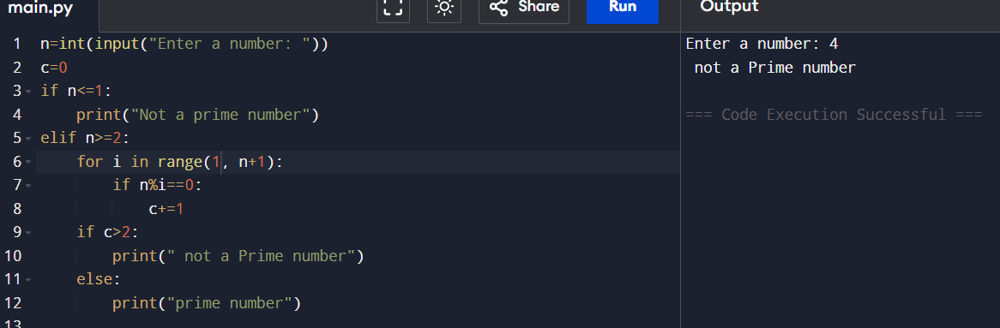 main.py Share Run Output
1 n=int(input("Enter a number: "))
2 c=0
3 if n<=1:
4     print("Not a prime number")
5 elif n>=2:
6     for i in range(1, n+1):
7         if n%i==0:
8             c+=1
9     if c>2:
10         print(" not a Prime number")
11     else:
12         print("prime number")
13
Enter a number: 4
 not a Prime number
=== Code Execution Successful ===